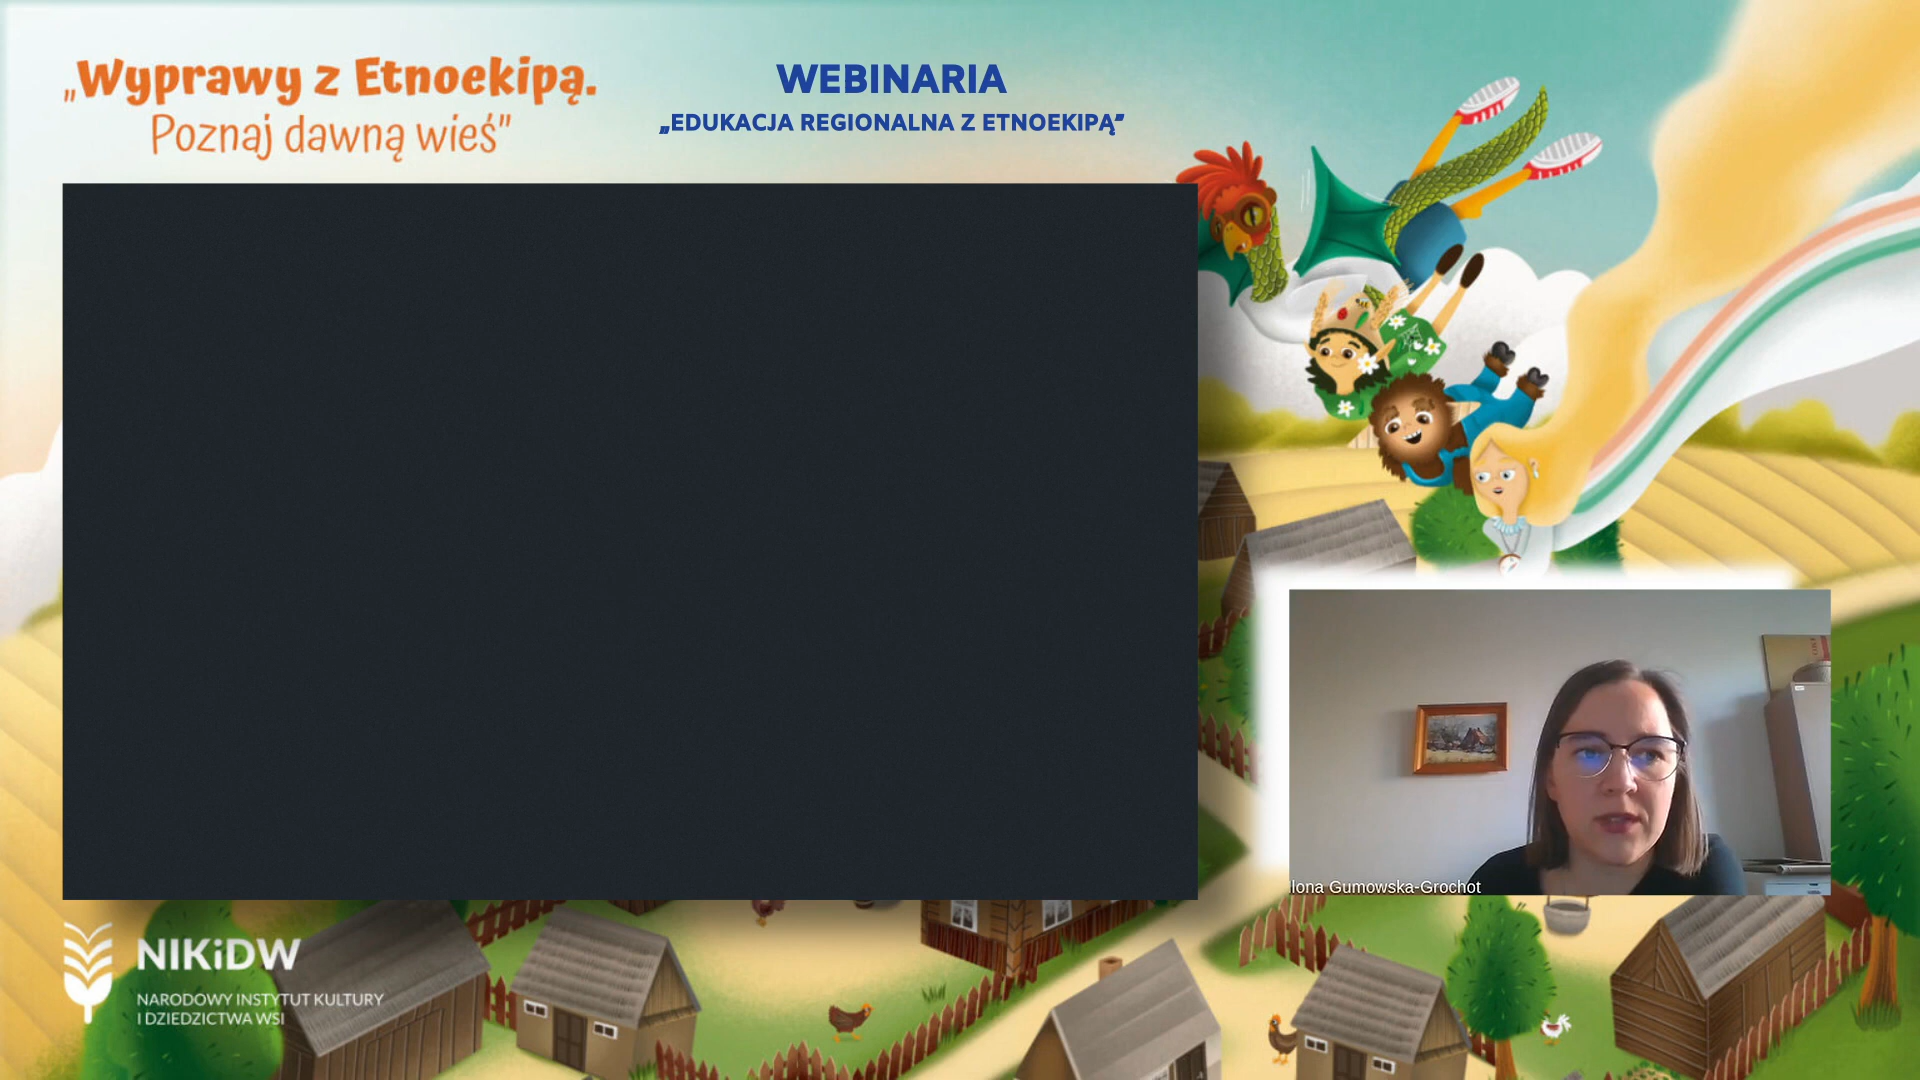 „Wyprawy z Etnoekipą.
Poznaj dawną wieś”
WEBINARIA
„EDUKACJA REGIONALNA Z ETNOEKIPĄ”
Ilona Gumowska-Grochot
NIKiDW
NARODOWY INSTYTUT KULTURY
I DZIEDZICTWA WSI